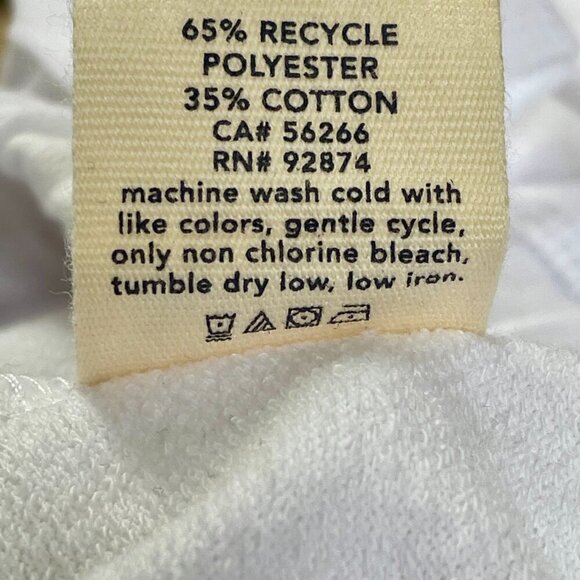 65% RECYCLE
POLYESTER
35% COTTON
CA# 56266
RN# 92874
machine wash cold with
like colors, gentle cycle,
only non chlorine bleach,
tumble dry low, low iron.